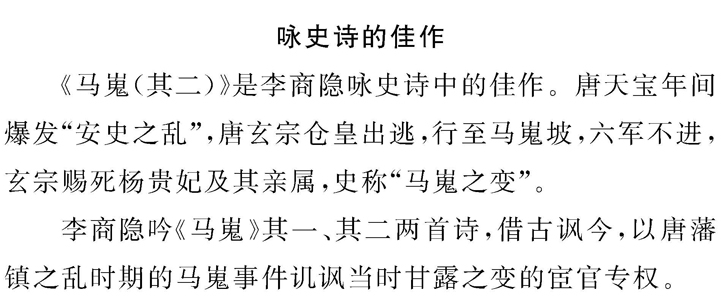 咏史诗的佳作
《马嵬(其二)》是李商隐咏史诗中的佳作。唐天宝年间
爆发“安史之乱”,唐玄宗仓皇出逃,行至马嵬坡,六军不进,
玄宗赐死杨贵妃及其亲属,史称“马嵬之变”。
李商隐吟《马嵬》其一、其二两首诗,借古讽今,以唐藩
镇之乱时期的马嵬事件讥讽当时甘露之变的宦官专权。